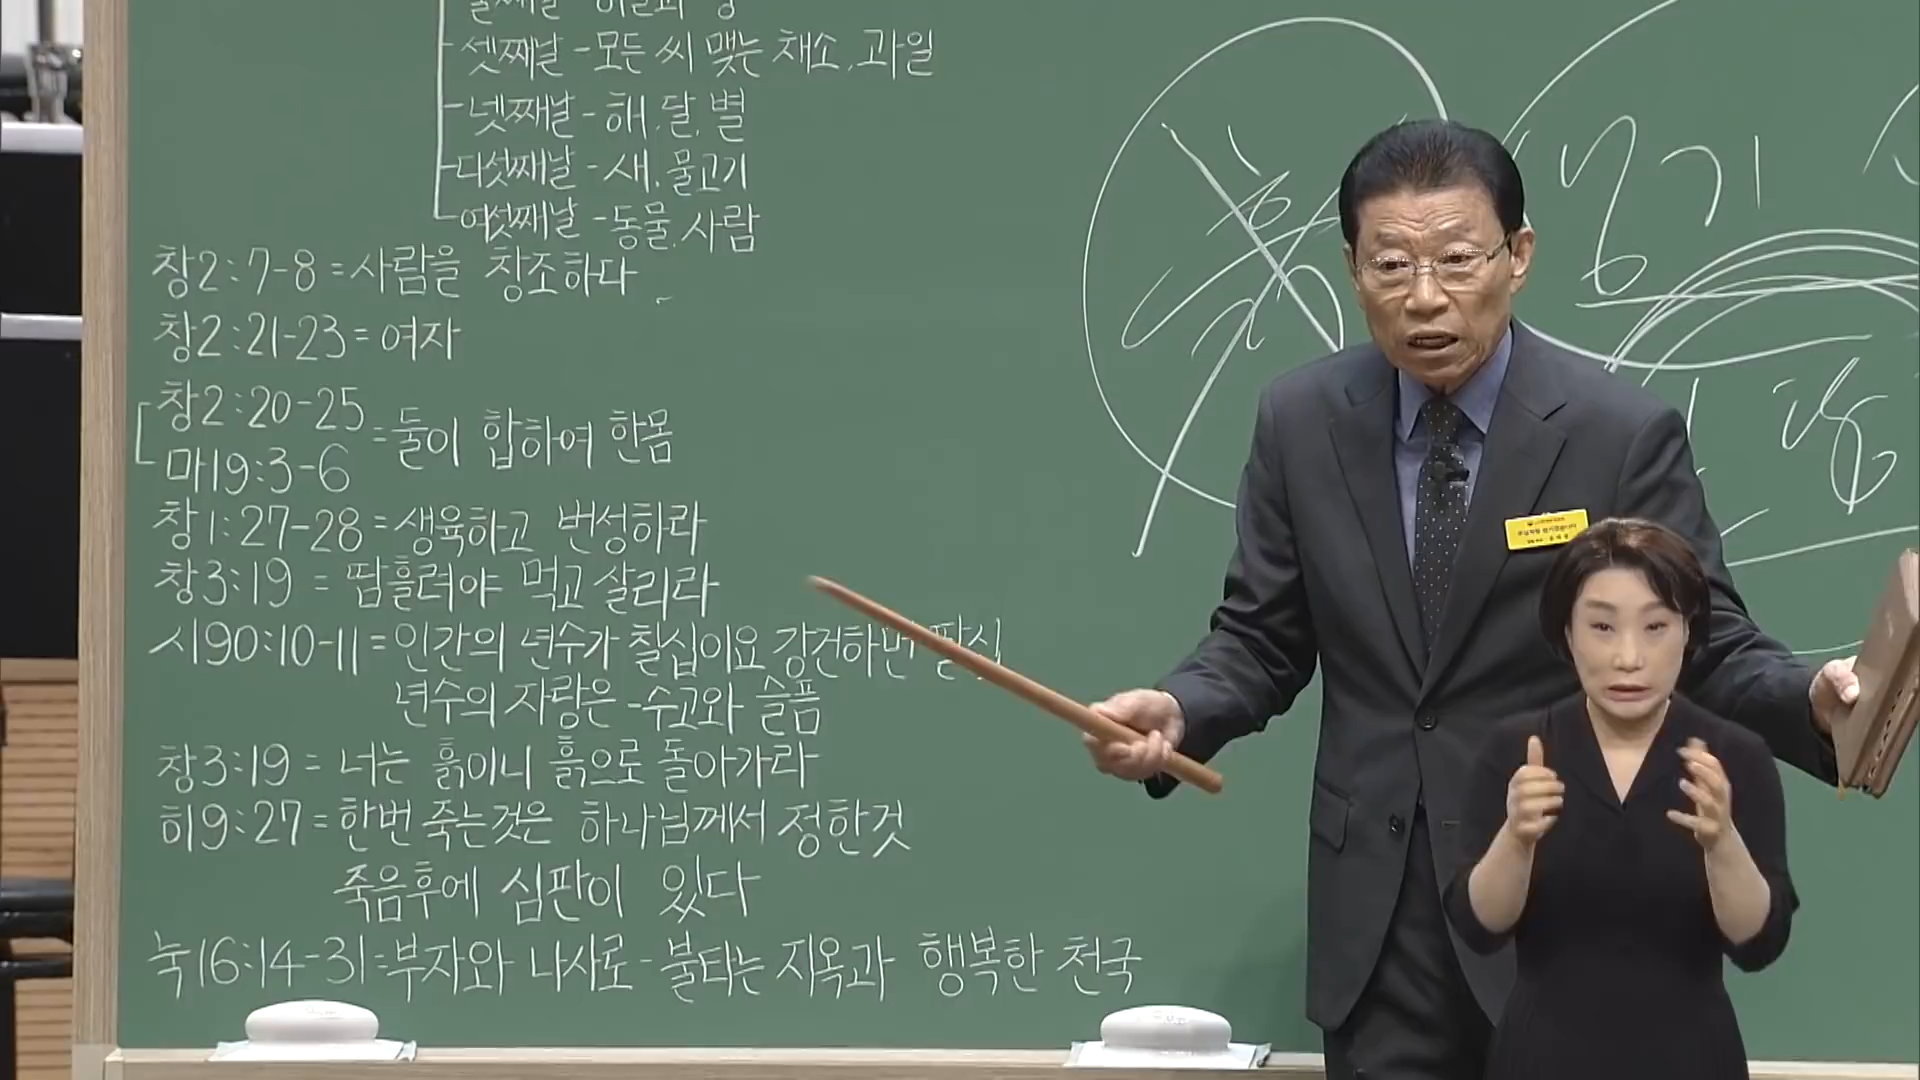 셋째날 - 모든 씨 맺는 채소, 과일
넷째날 - 해, 달, 별
다섯째날 - 새, 물고기
여섯째날 - 동물, 사람
창2:7-8 = 사람을 창조하다
창2:21-23 = 여자
창2:20-25
마19:3-6 = 둘이 합하여 한몸
창1:27-28 = 생육하고 번성하라
창3:19 = 땀흘려야 먹고 살리라
시90:10-11 = 인간의 년수가 칠십이요 강건하면 팔십
년수의 자랑은 - 수고와 슬픔
창3:19 = 너는 흙이니 흙으로 돌아가라
히9:27 = 한번 죽는것은 하나님께서 정한것
죽음후에 심판이 있다
눅16:14-31 = 부자와 나사로 - 불타는 지옥과 행복한 천국